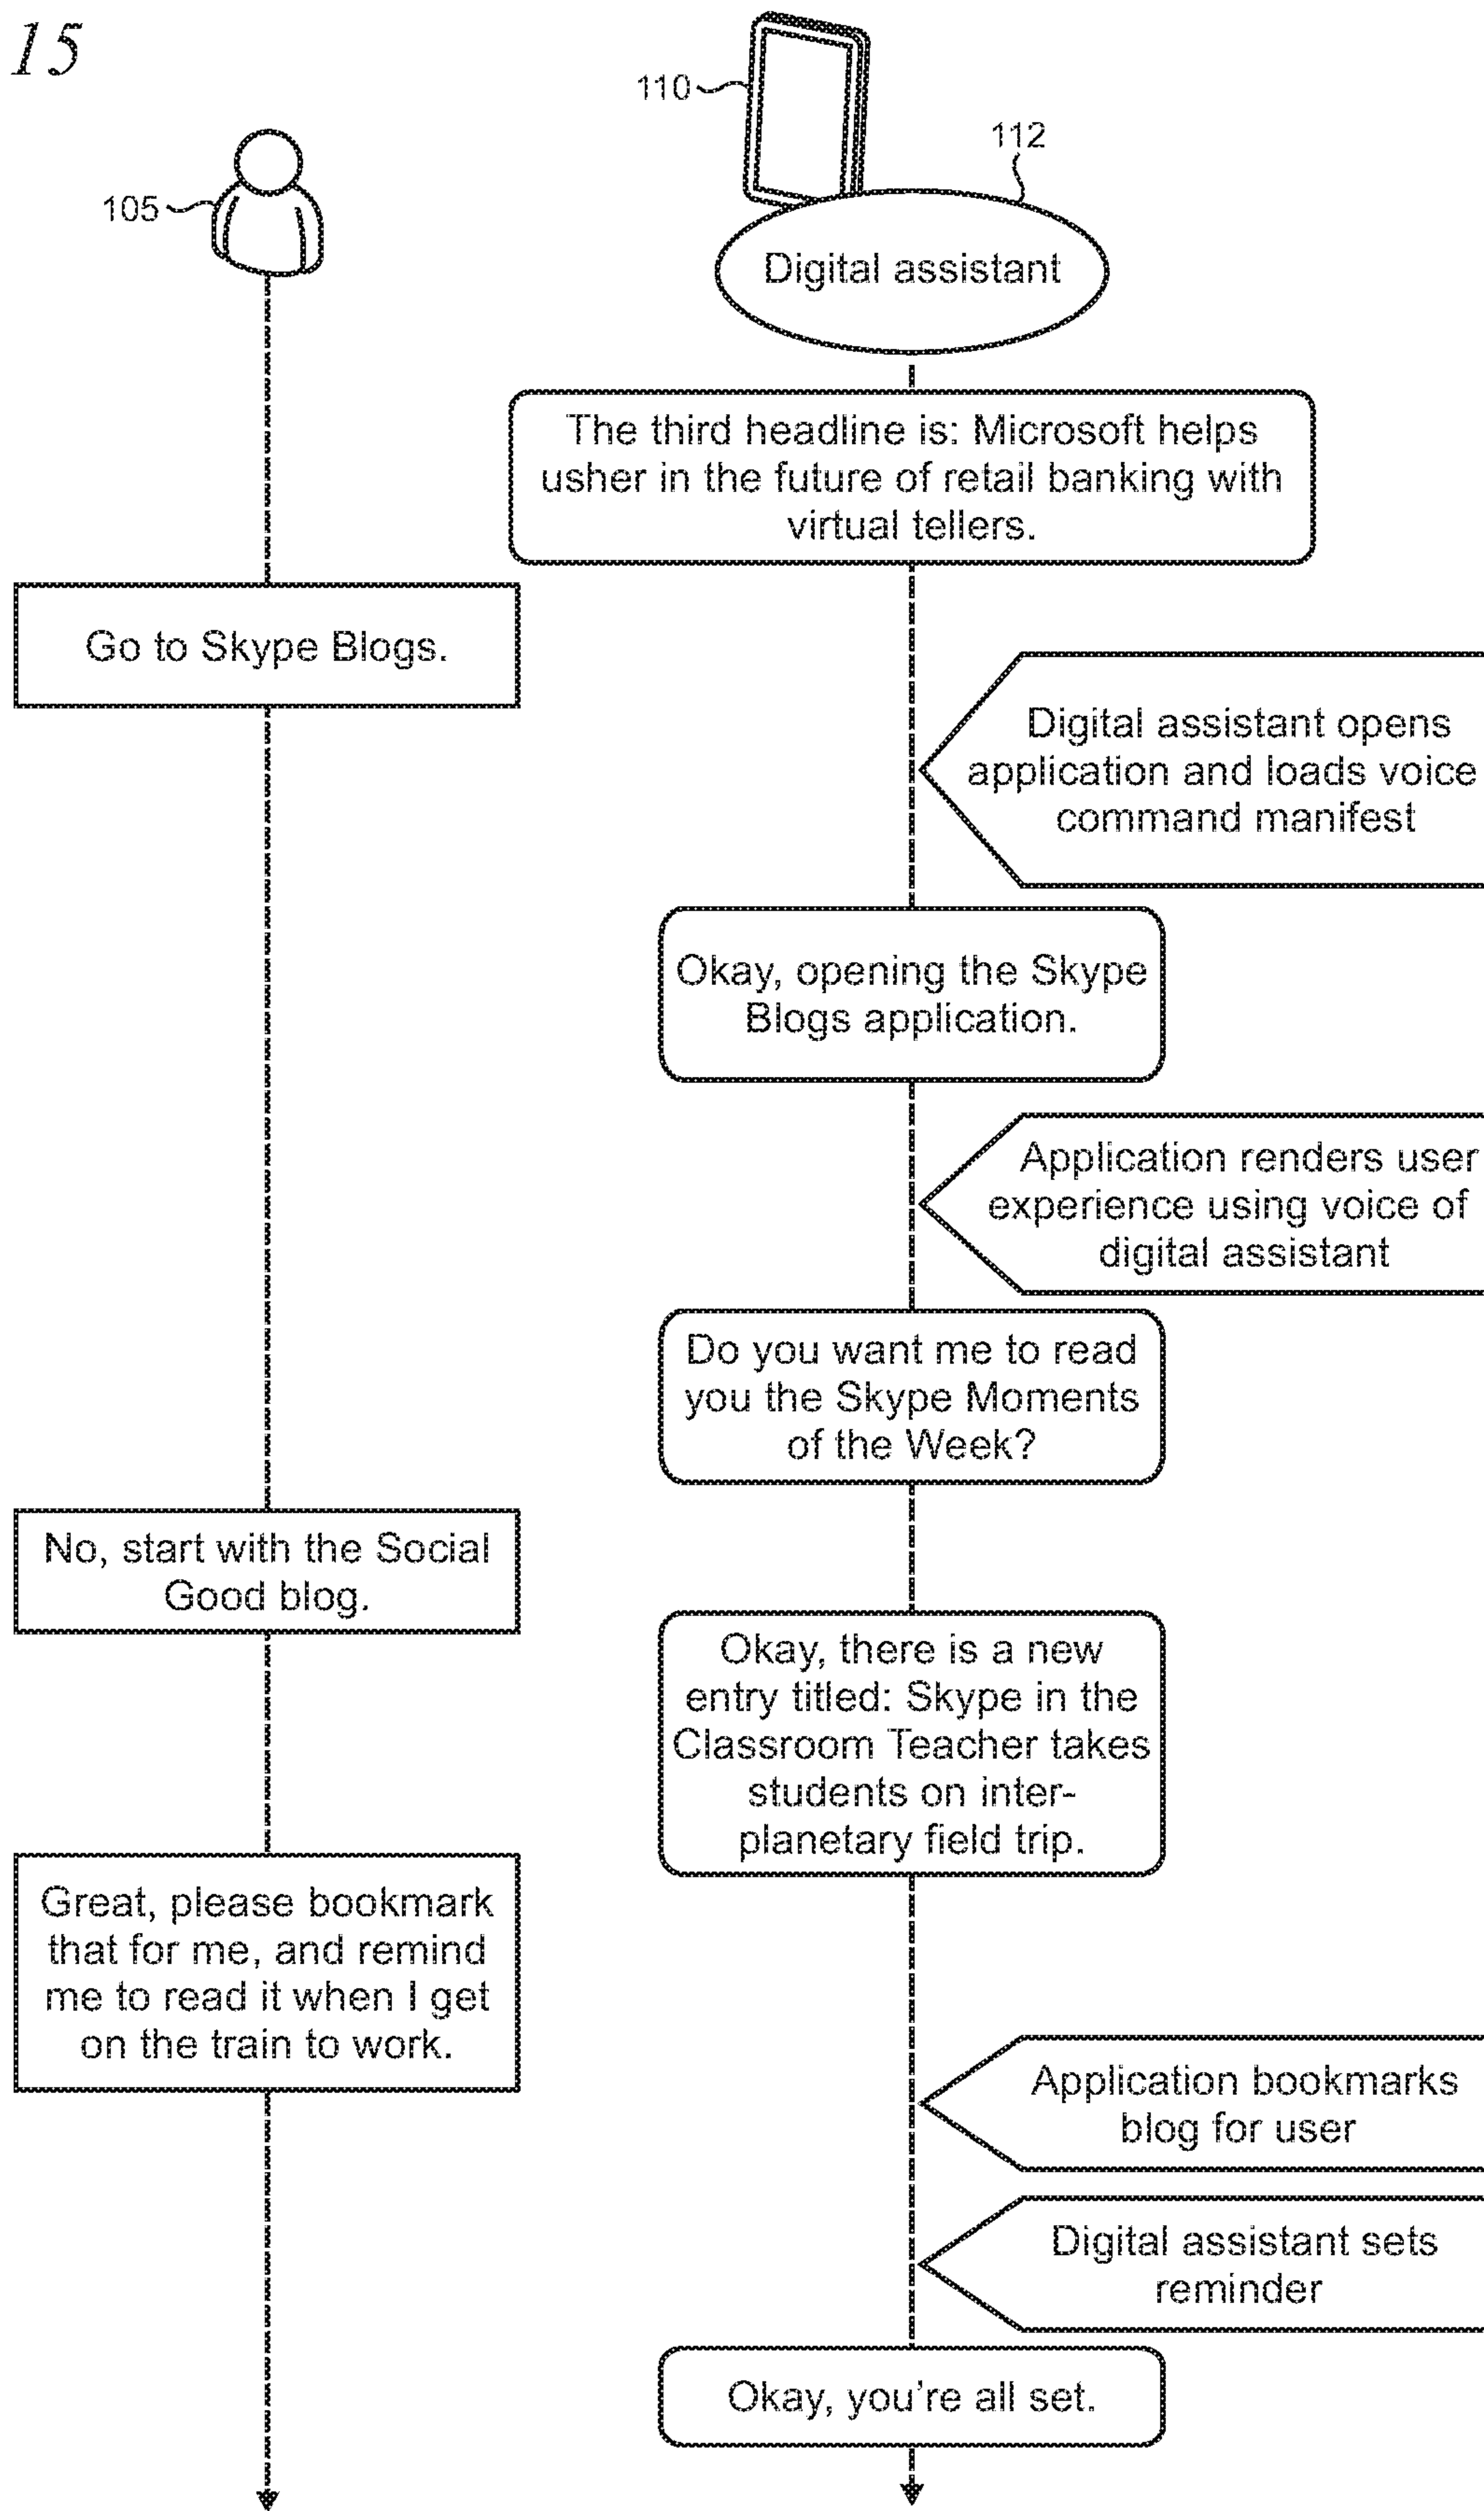 15
110
112
105
Digital assistant
The third headline is: Microsoft helps
usher in the future of retail banking with
virtual tellers.
Go to Skype Blogs.
Digital assistant opens
application and loads voice
command manifest
Okay, opening the Skype
Blogs application.
Application renders user
experience using voice of
digital assistant
Do you want me to read
you the Skype Moments
of the Week?
No, start with the Social
Good blog.
Okay, there is a new
entry titled: Skype in the
Classroom Teacher takes
students on inter-
planetary field trip.
Great, please bookmark
that for me, and remind
me to read it when I get
on the train to work.
Application bookmarks
blog for user
Digital assistant sets
reminder
Okay, you're all set.